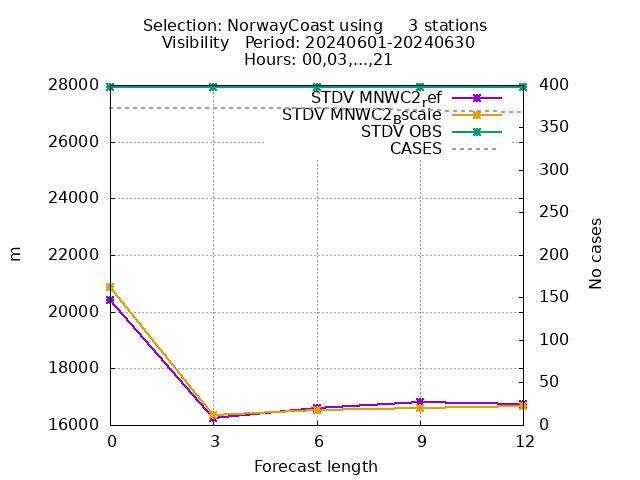 Selection: NorwayCoast using 3 stations
Visibility Period: 20240601-20240630
Hours: 00,03,...,21
28000
26000
24000
22000
20000
18000
16000
m
400
350
300
250
200
150
100
50
0
No cases
STDV MNWC2ref
STDV MNWC2Bscale
STDV OBS
CASES
0 3 6 9 12
Forecast length